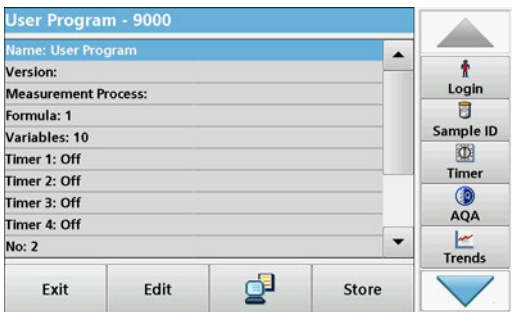 User Program - 9000
Name: User Program
Version:
Measurement Process:
Formula: 1
Variables: 10
Timer 1: Off
Timer 2: Off
Timer 3: Off
Timer 4: Off
No: 2
Exit
Edit
Store
Login
Sample ID
Timer
AQA
Trends